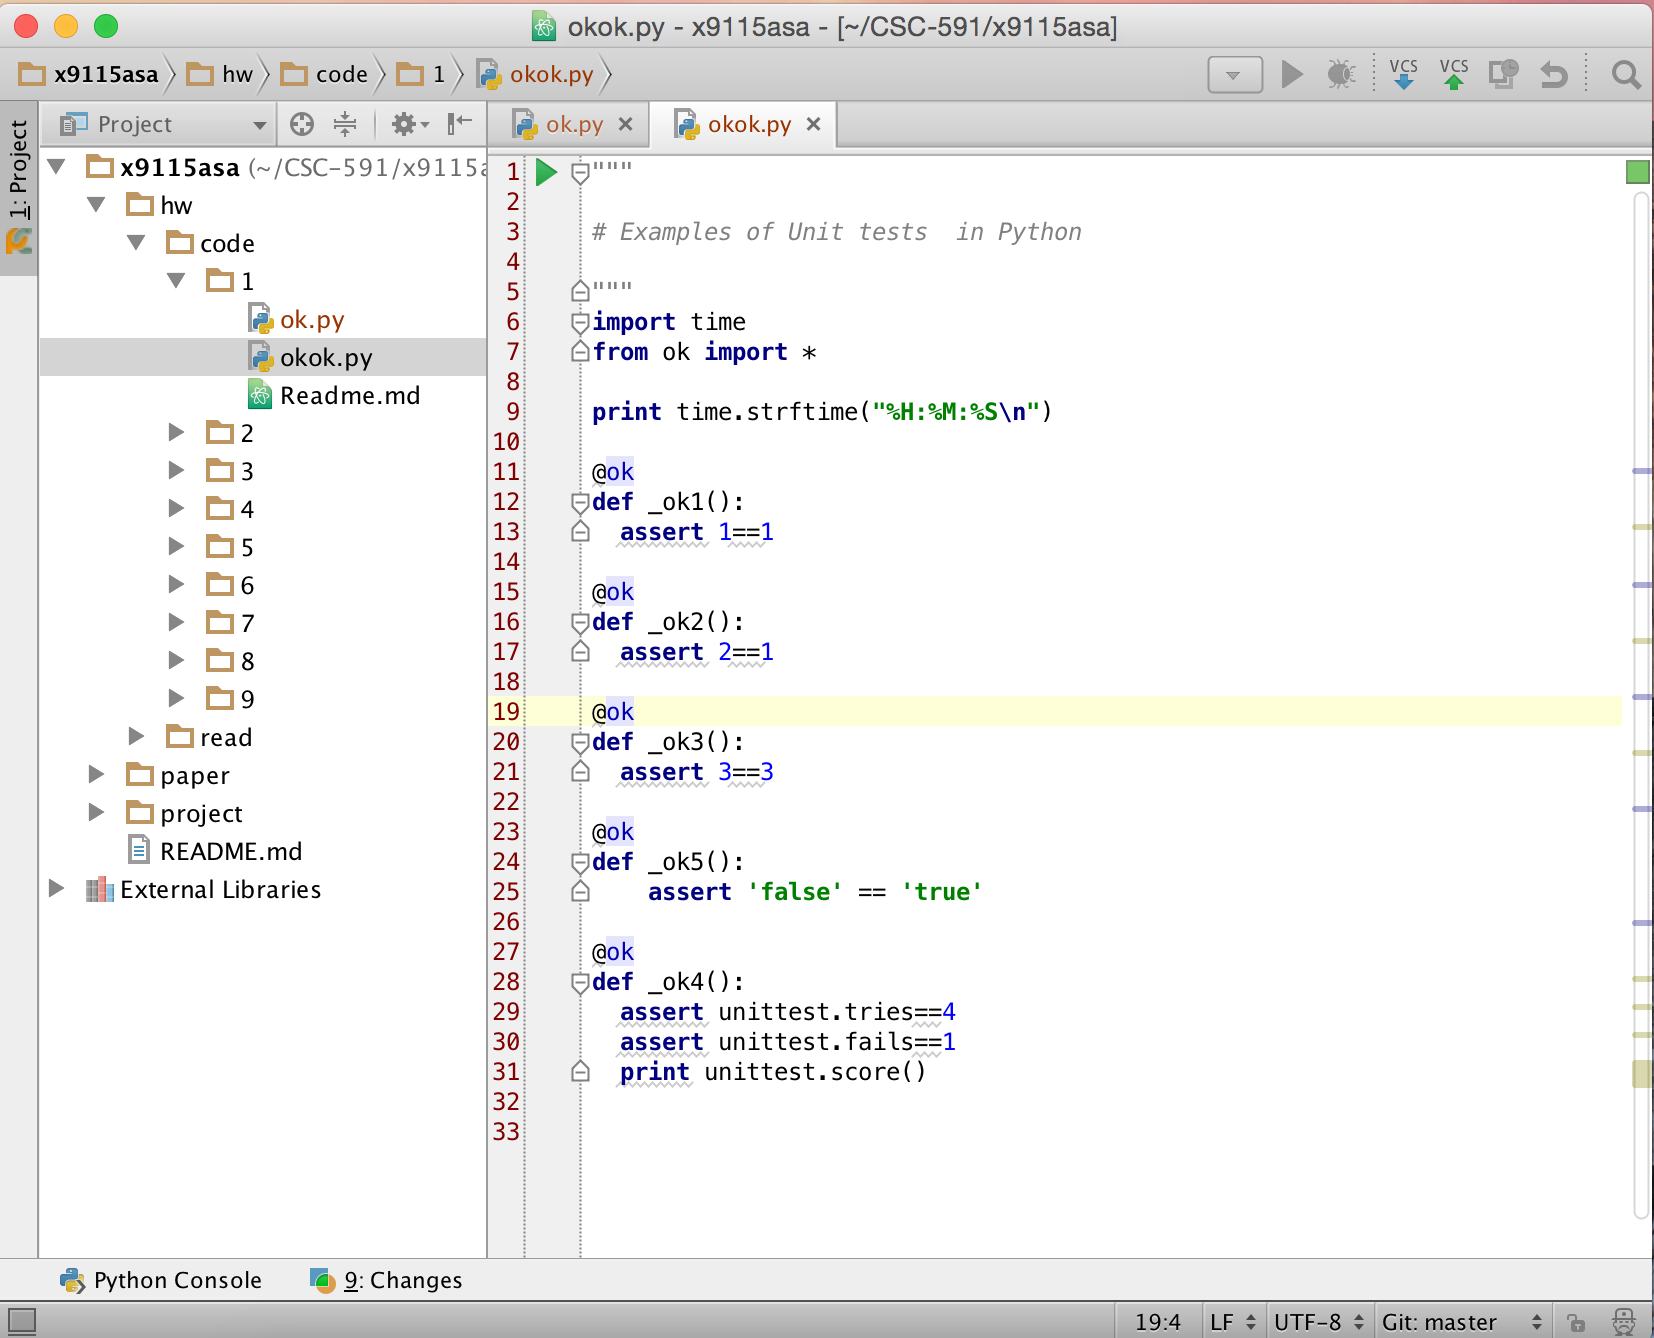 okok.py - x9115asa - [~/CSC-591/x9115asa]
x9115asa hw code 1 okok.py
VCS VCS
1: Project
Project
ok.py okok.py
x9115asa (~/CSC-591/x9115a
hw
code
1
ok.py
okok.py
Readme.md
2
3
4
5
6
7
8
9
read
paper
project
README.md
External Libraries
1 """
2
3 # Examples of Unit tests  in Python
4
5 """
6 import time
7 from ok import *
8
9 print time.strftime("%H:%M:%S\n")
10
11 @ok
12 def _ok1():
13   assert 1==1
14
15 @ok
16 def _ok2():
17   assert 2==1
18
19 @ok
20 def _ok3():
21   assert 3==3
22
23 @ok
24 def _ok5():
25     assert 'false' == 'true'
26
27 @ok
28 def _ok4():
29   assert unittest.tries==4
30   assert unittest.fails==1
31   print unittest.score()
32
33
Python Console 9: Changes
19:4 LF UTF-8 Git: master